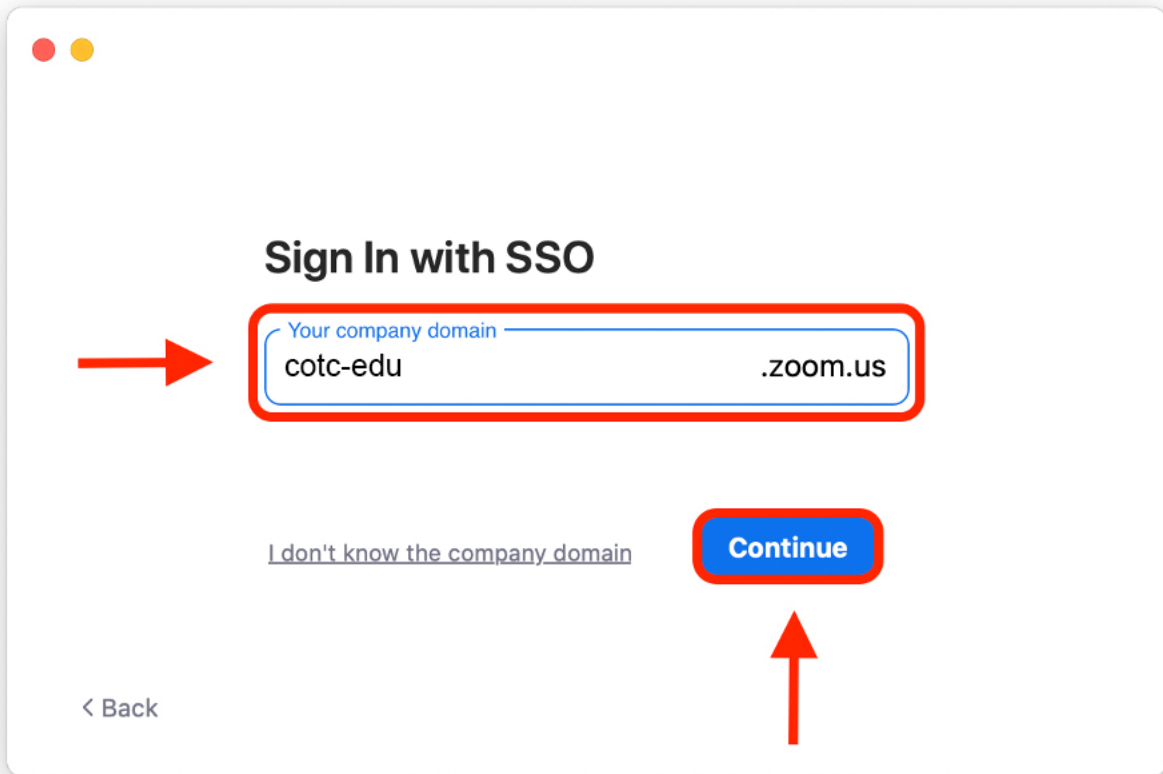 Sign In with SSO
Your company domain
cotc-edu .zoom.us
I don't know the company domain
Continue
< Back